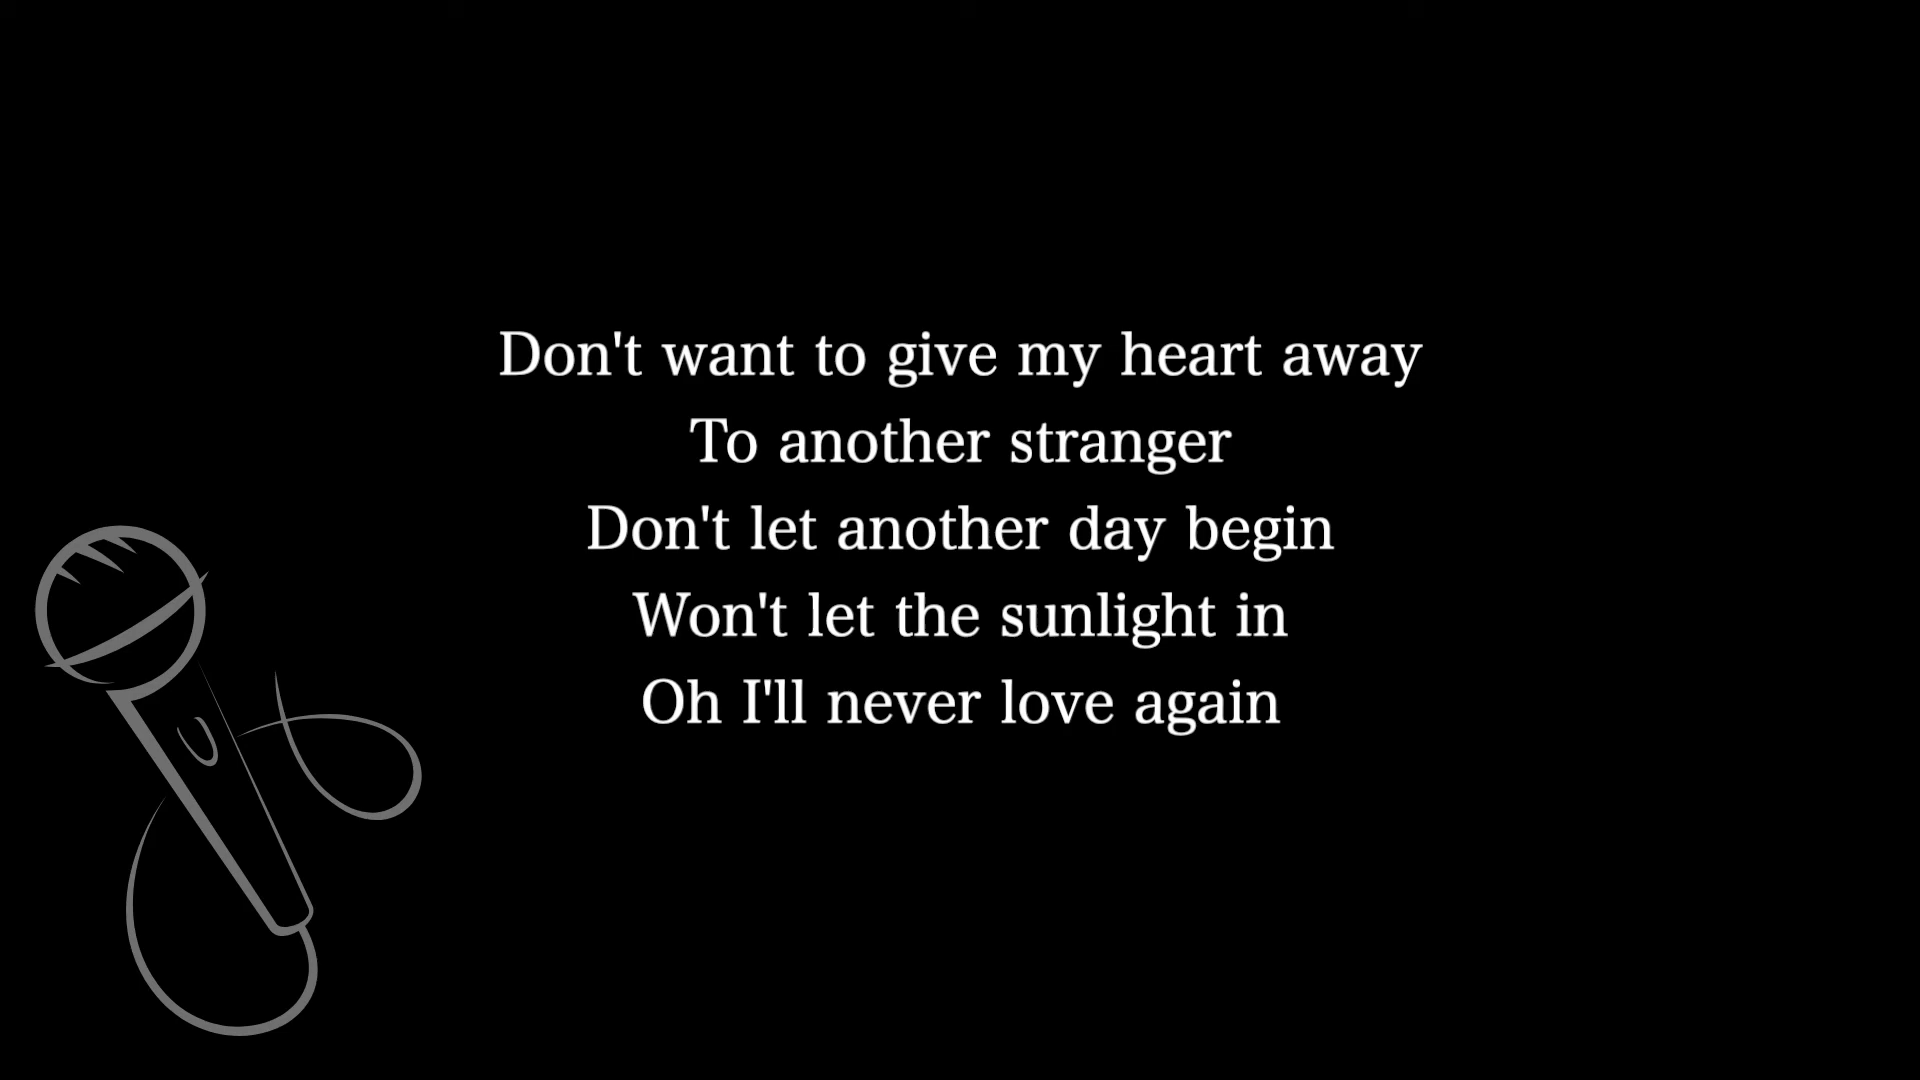 Don't want to give my heart away
To another stranger
Don't let another day begin
Won't let the sunlight in
Oh I'll never love again